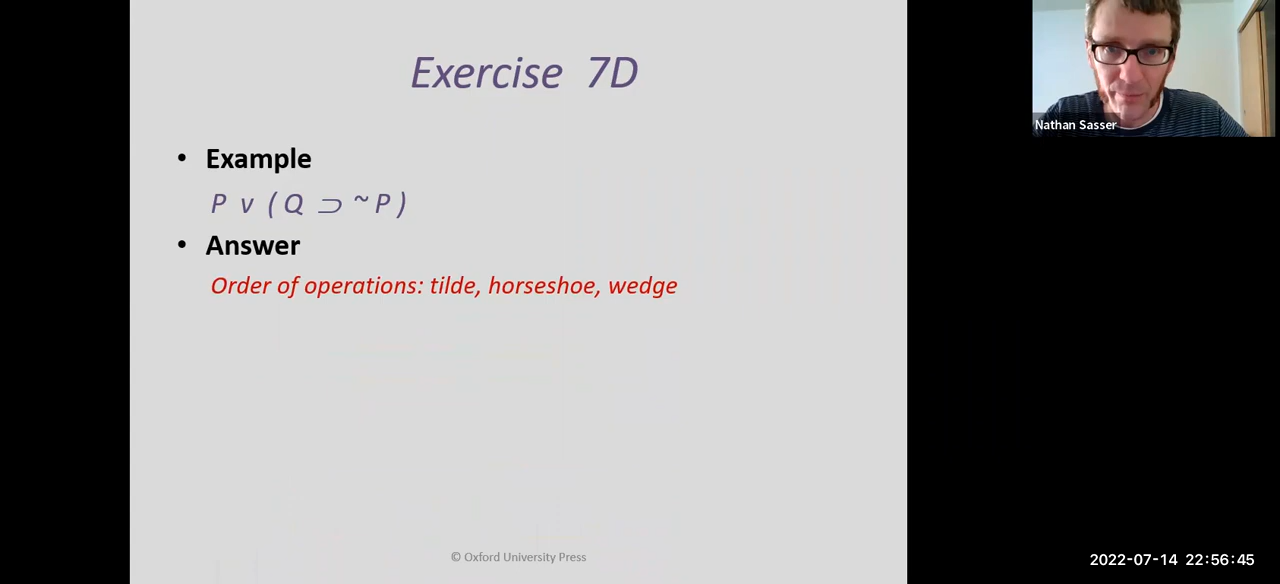 Exercise 7D
• Example
P v ( Q ⊃ ~ P )
• Answer
Order of operations: tilde, horseshoe, wedge
© Oxford University Press
Nathan Sasser
2022-07-14 22:56:45